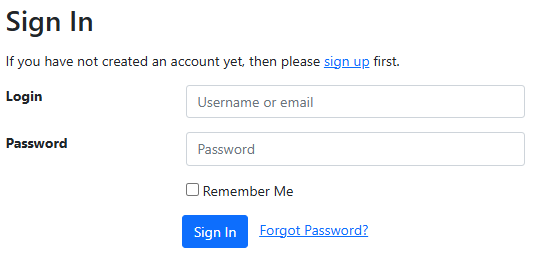 Sign In
If you have not created an account yet, then please sign up first.
Login
Username or email
Password
Password
Remember Me
Sign In Forgot Password?